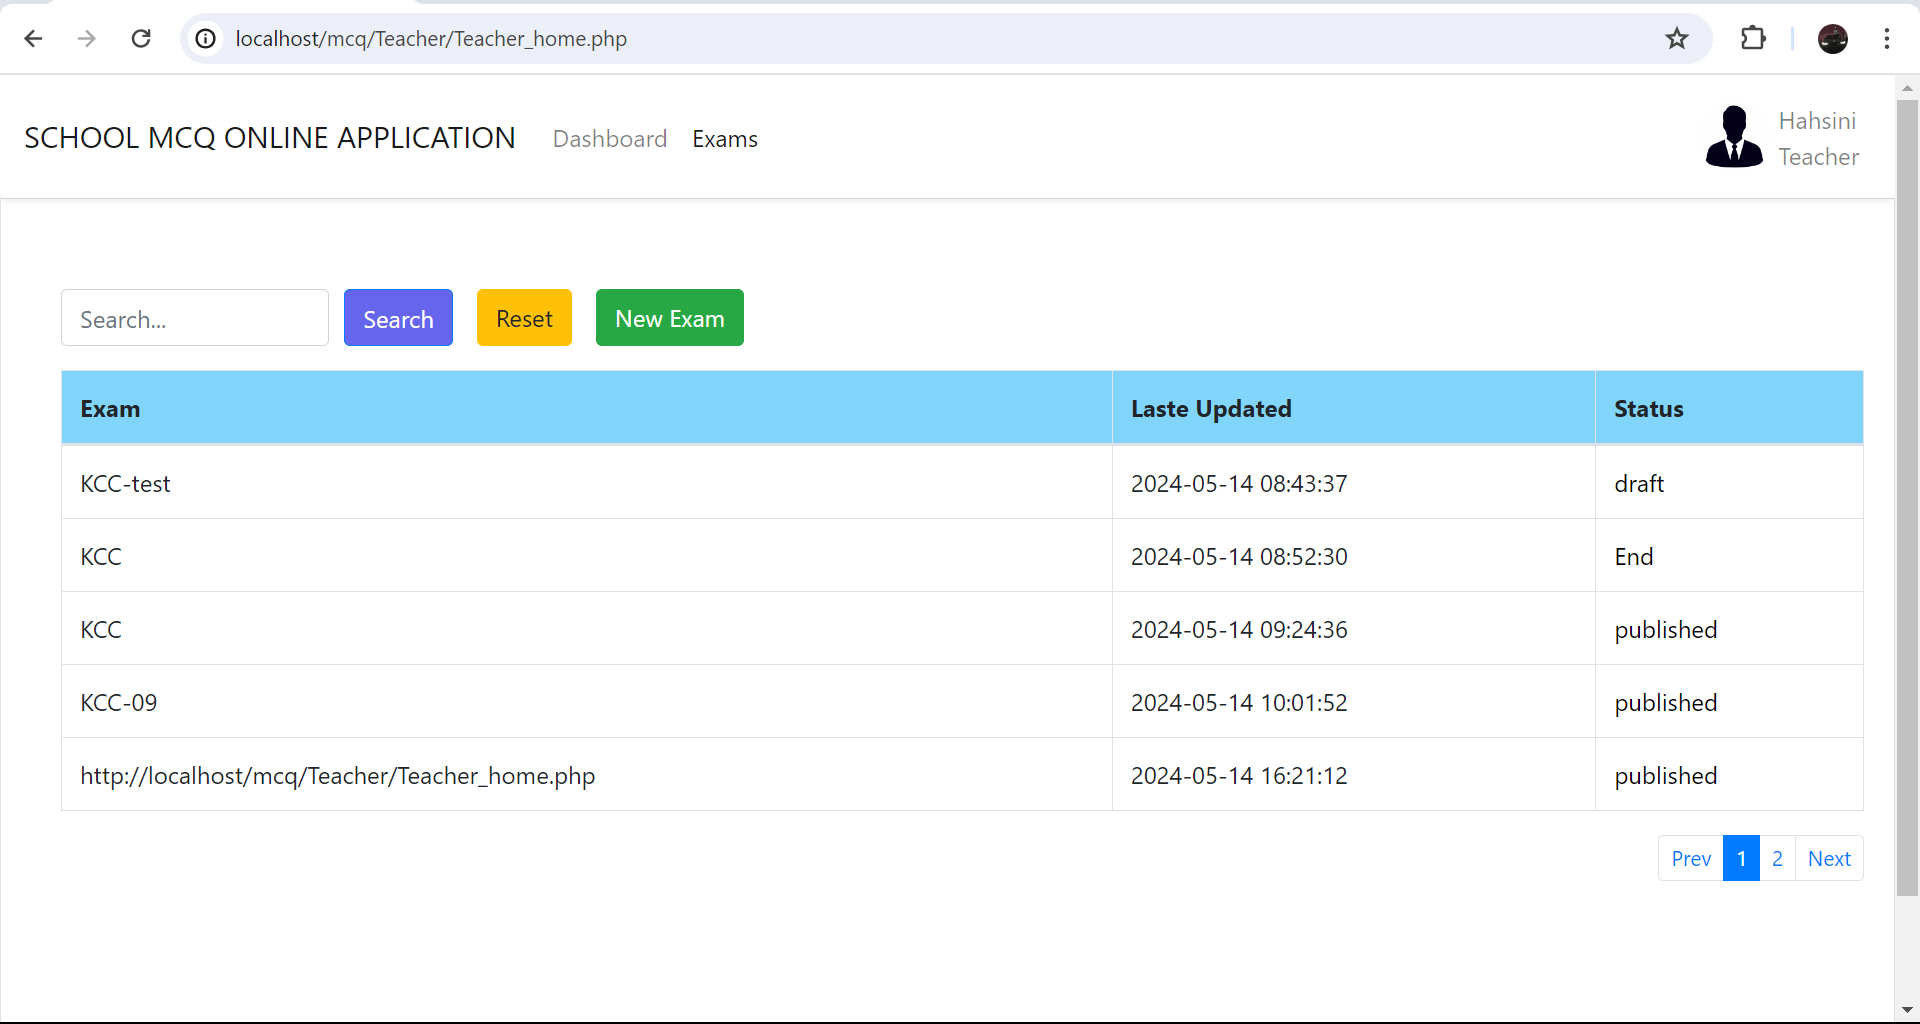 localhost/mcq/Teacher/Teacher_home.php
SCHOOL MCQ ONLINE APPLICATION Dashboard Exams
Hahsini
Teacher
Search... Search Reset New Exam
Exam Laste Updated Status
KCC-test 2024-05-14 08:43:37 draft
KCC 2024-05-14 08:52:30 End
KCC 2024-05-14 09:24:36 published
KCC-09 2024-05-14 10:01:52 published
http://localhost/mcq/Teacher/Teacher_home.php 2024-05-14 16:21:12 published
Prev 1 2 Next